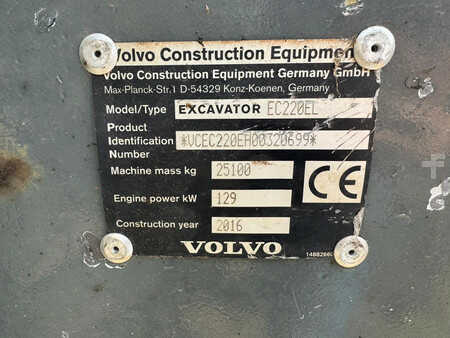 Volvo Construction Equipment
Volvo Construction Equipment Germany GmbH
Max-Planck-Str.1 D-54329 Konz-Koenen, Germany
Model/Type EXCAVATOR EC220EL
Product
Identification *VCEC220EH00320699*
Number
Machine mass kg 25100
CE
Engine power kW 129
Construction year 2016
VOLVO